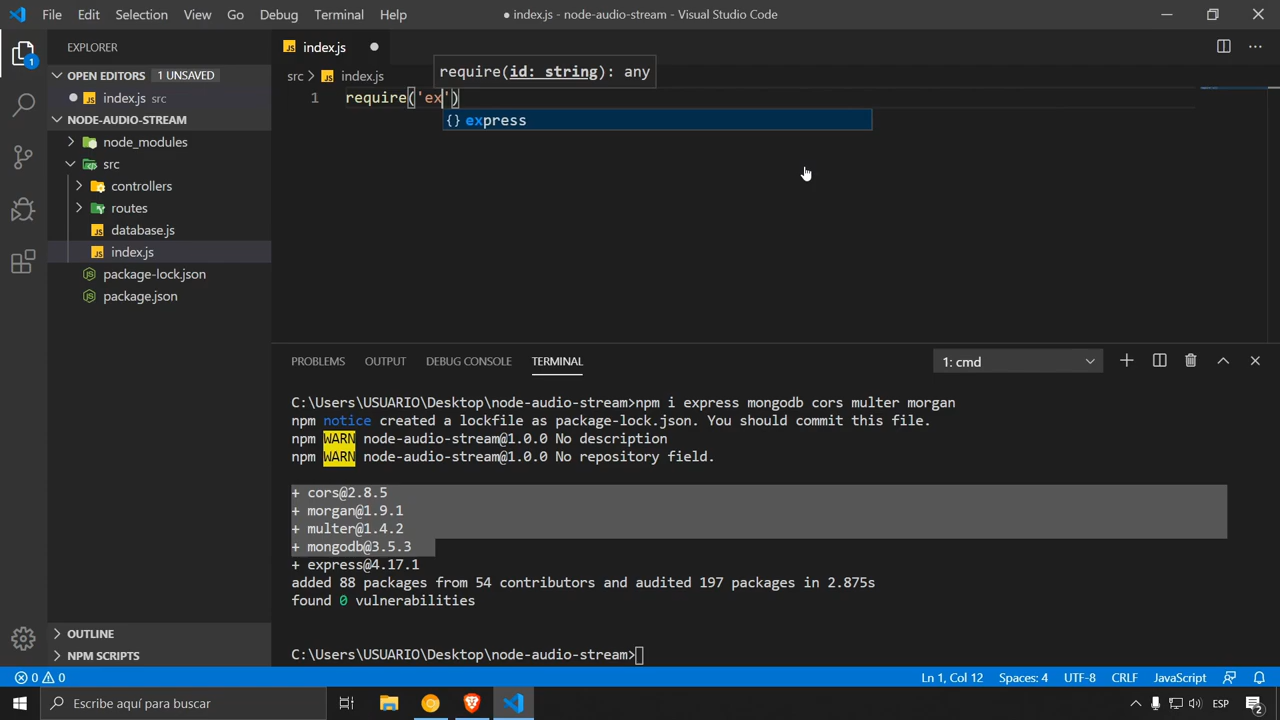 File Edit Selection View Go Debug Terminal Help
● index.js - node-audio-stream - Visual Studio Code
EXPLORER
1
OPEN EDITORS 1 UNSAVED
JS index.js src
NODE-AUDIO-STREAM
node_modules
src
controllers
routes
JS database.js
JS index.js
package-lock.json
package.json
OUTLINE
NPM SCRIPTS
JS index.js
src > JS index.js
require(id: string): any
1 require('ex')
{} express
PROBLEMS OUTPUT DEBUG CONSOLE TERMINAL
1: cmd
C:\Users\USUARIO\Desktop\node-audio-stream>npm i express mongodb cors multer morgan
npm notice created a lockfile as package-lock.json. You should commit this file.
npm WARN node-audio-stream@1.0.0 No description
npm WARN node-audio-stream@1.0.0 No repository field.
+ cors@2.8.5
+ morgan@1.9.1
+ multer@1.4.2
+ mongodb@3.5.3
+ express@4.17.1
added 88 packages from 54 contributors and audited 197 packages in 2.875s
found 0 vulnerabilities
C:\Users\USUARIO\Desktop\node-audio-stream>
0 0
Ln 1, Col 12 Spaces: 4 UTF-8 CRLF JavaScript
Escribe aquí para buscar
ESP
2